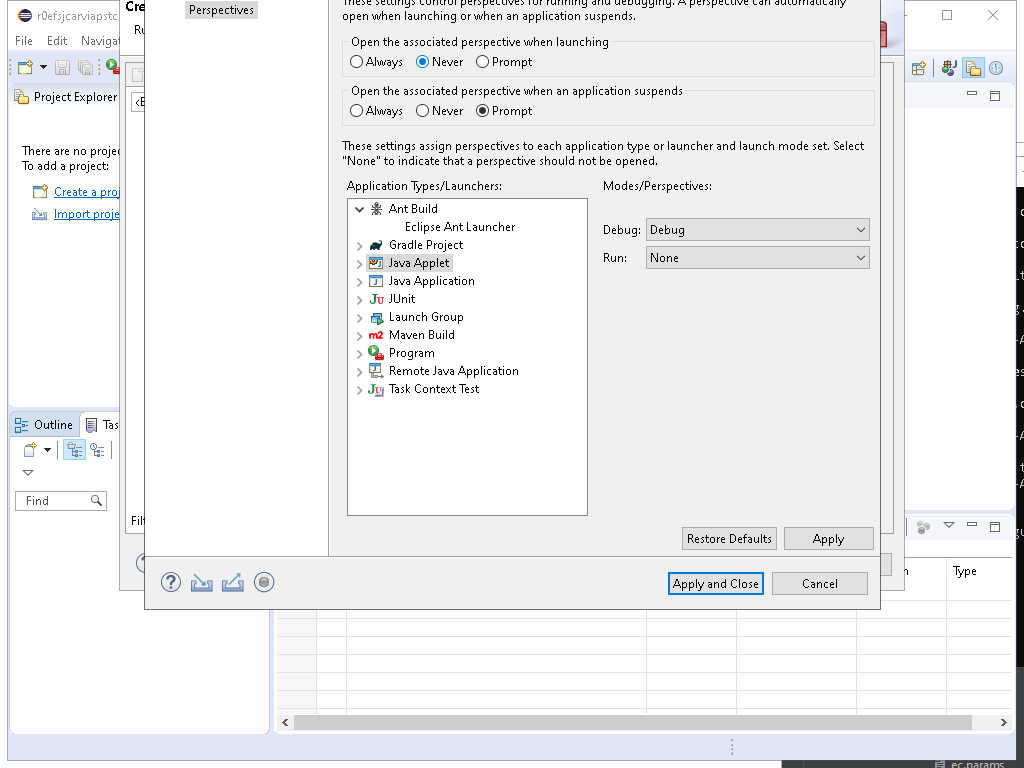 r0efsjcarviapstc
Cre
File Edit Navigat
Ru
Perspectives
These settings control perspectives for running and debugging. A perspective can automatically
open when launching or when an application suspends.
Open the associated perspective when launching
Always Never Prompt
Open the associated perspective when an application suspends
Always Never Prompt
These settings assign perspectives to each application type or launcher and launch mode set. Select
"None" to indicate that a perspective should not be opened.
Application Types/Launchers:
Modes/Perspectives:
Ant Build
Eclipse Ant Launcher
Gradle Project
Java Applet
Java Application
JUnit
Launch Group
Maven Build
Program
Remote Java Application
Task Context Test
Debug: Debug
Run: None
Restore Defaults Apply
Apply and Close Cancel
Project Explorer
There are no projec
To add a project:
Create a proj
Import proje
Outline Tas
Find
Filt
Type
ec.params